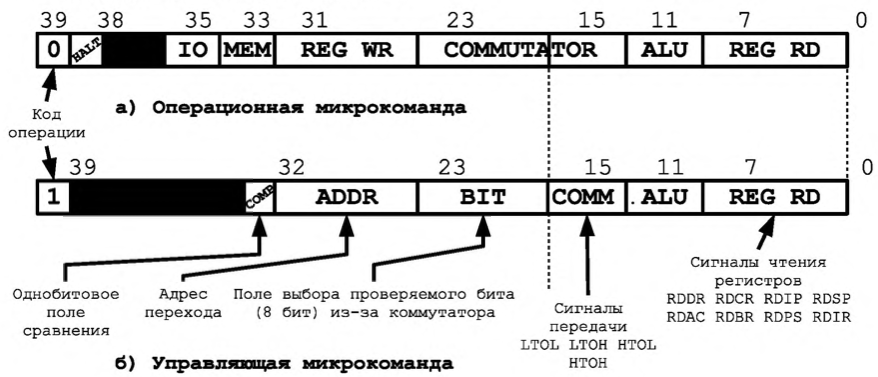 39 38 35 33 31 23 15 11 7 0
0 HALT IO MEM REG WR COMMUTATOR ALU REG RD
а) Операционная микрокоманда
Код
операции
39 32 23 15 11 7 0
1 COMP ADDR BIT COMM .ALU REG RD
Однобитовое
поле
сравнения
Адрес
перехода
Поле выбора проверяемого бита
(8 бит) из-за коммутатора
Сигналы
передачи
LTOL LTOH HTOL
HTOH
Сигналы чтения
регистров
RDDR RDCR RDIP RDSP
RDAC RDBR RDPS RDIR
б) Управляющая микрокоманда